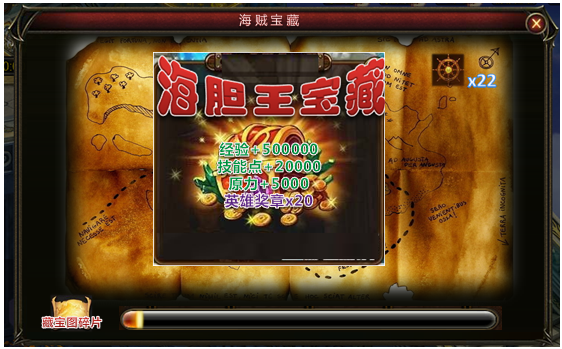 海贼宝藏
x22
海胆王宝藏
经验+500000
技能点+20000
原力+5000
英雄奖章x20
藏宝图碎片